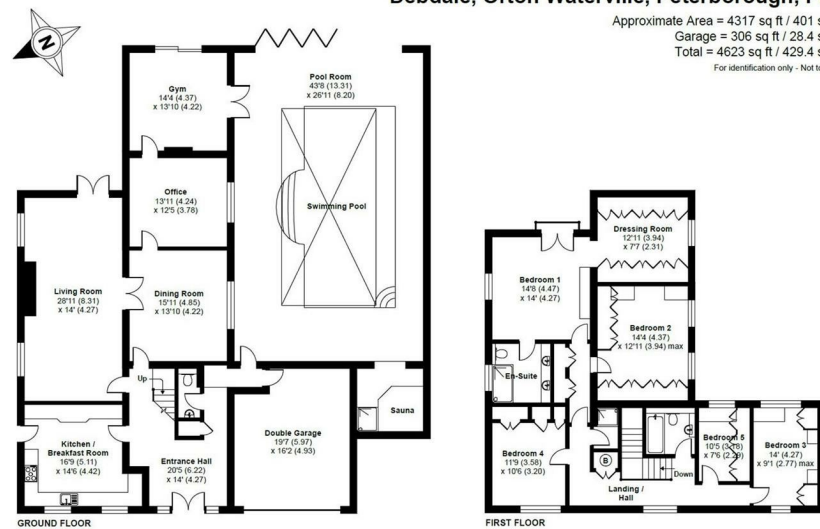 Debdale, Orton Waterville, Peterborough,
Approximate Area = 4317 sq ft / 401
Garage = 306 sq ft / 28.4
Total = 4623 sq ft / 429.4
For identification only - Not
N
Gym
14'4 (4.37)
x 13'10 (4.22)
Pool Room
43'8 (13.31)
x 26'11 (8.20)
Office
13'11 (4.24)
x 12'5 (3.78)
Swimming Pool
Living Room
28'11 (8.31)
x 14' (4.27)
Dining Room
15'11 (4.85)
x 13'10 (4.22)
Up
Sauna
Kitchen /
Breakfast Room
16'9 (5.11)
x 14'6 (4.42)
Entrance Hall
20'5 (6.22)
x 14' (4.27)
Double Garage
19'7 (5.97)
x 16'2 (4.93)
GROUND FLOOR
Dressing Room
12'11 (3.94)
x 7'7 (2.31)
Bedroom 1
14'8 (4.47)
x 14' (4.27)
Bedroom 2
14'4 (4.37)
x 12'11 (3.94) max
En-Suite
Bedroom 4
11'9 (3.58)
x 10'6 (3.20)
B
Landing /
Hall
Down
Bedroom 5
10'5 (3.18)
x 7'6 (2.29)
Bedroom 3
14' (4.27)
x 9'1 (2.77) max
FIRST FLOOR